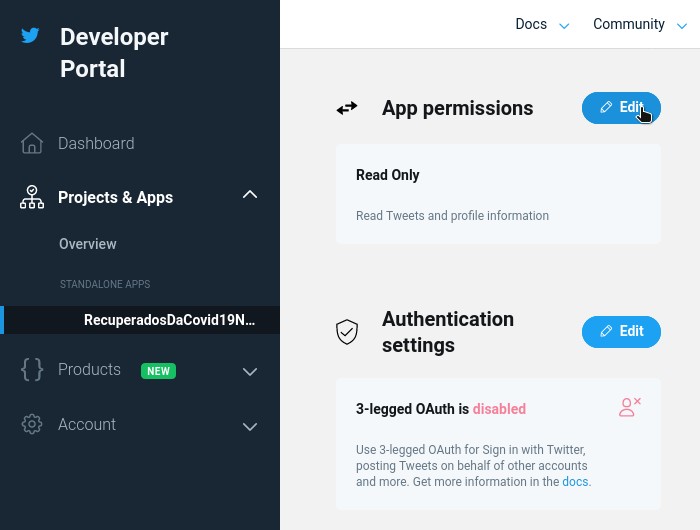 Developer
Portal
Docs
Community
Dashboard
Projects & Apps
Overview
STANDALONE APPS
RecuperadosDaCovid19N...
Products NEW
Account
App permissions
Edit
Read Only
Read Tweets and profile information
Authentication
settings
Edit
3-legged OAuth is disabled
Use 3-legged OAuth for Sign in with Twitter,
posting Tweets on behalf of other accounts
and more. Get more information in the docs.